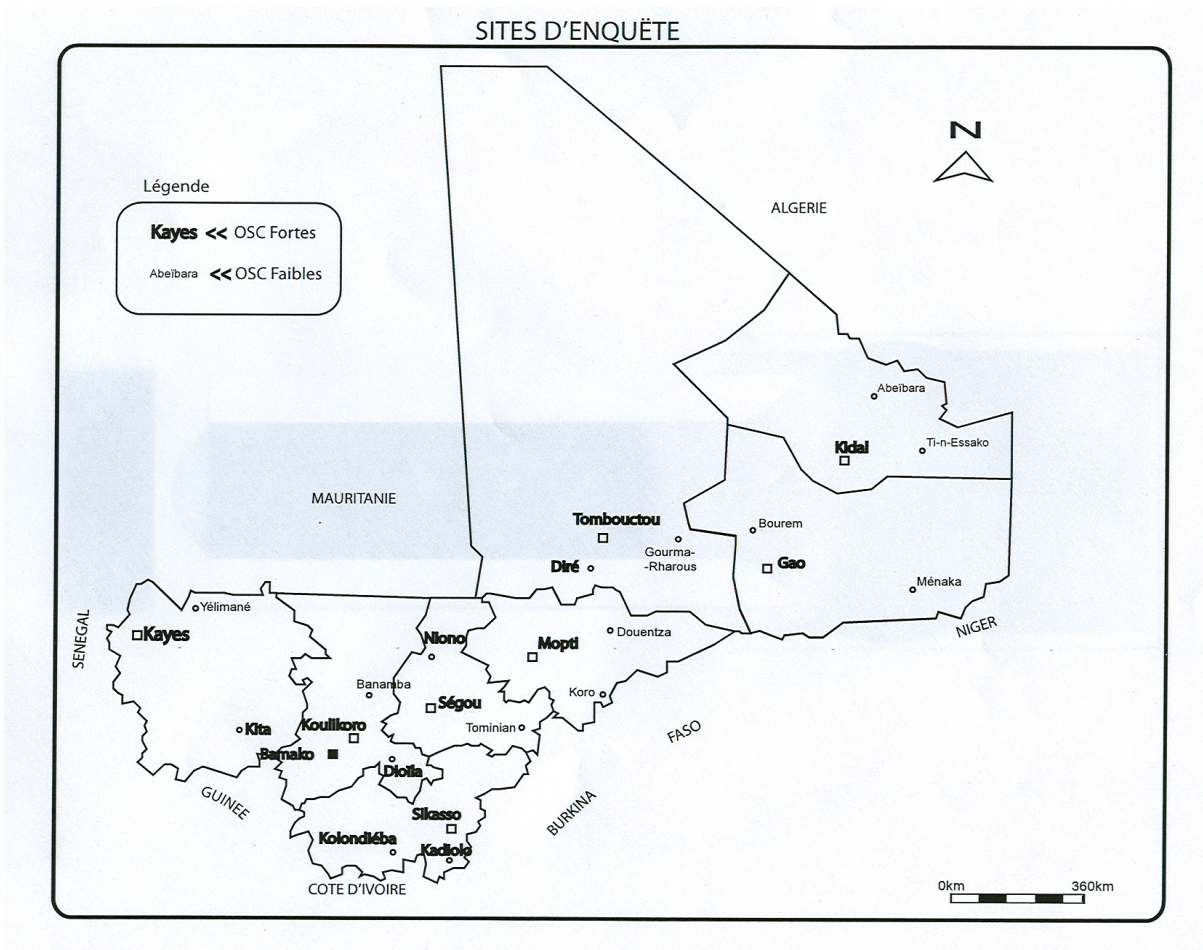 SITES D'ENQUËTE
N
ALGERIE
Légende
Kayes << OSC Fortes
Abeïbara << OSC Faibles
Abeïbara
Ti-n-Essako
Kidal
MAURITANIE
Tombouctou
Bourem
Gourma-
-Rharous
Diré
Gao
Ménaka
Yélimané
SENEGAL
Kayes
Niono
Mopti
Douentza
NIGER
Banamba
Koro
Ségou
Kita
Koulikoro
Tominian
FASO
Bamako
Dioïla
GUINEE
BURKINA
Sikasso
Kolondiéba
Kadiolo
COTE D'IVOIRE
0km 360km